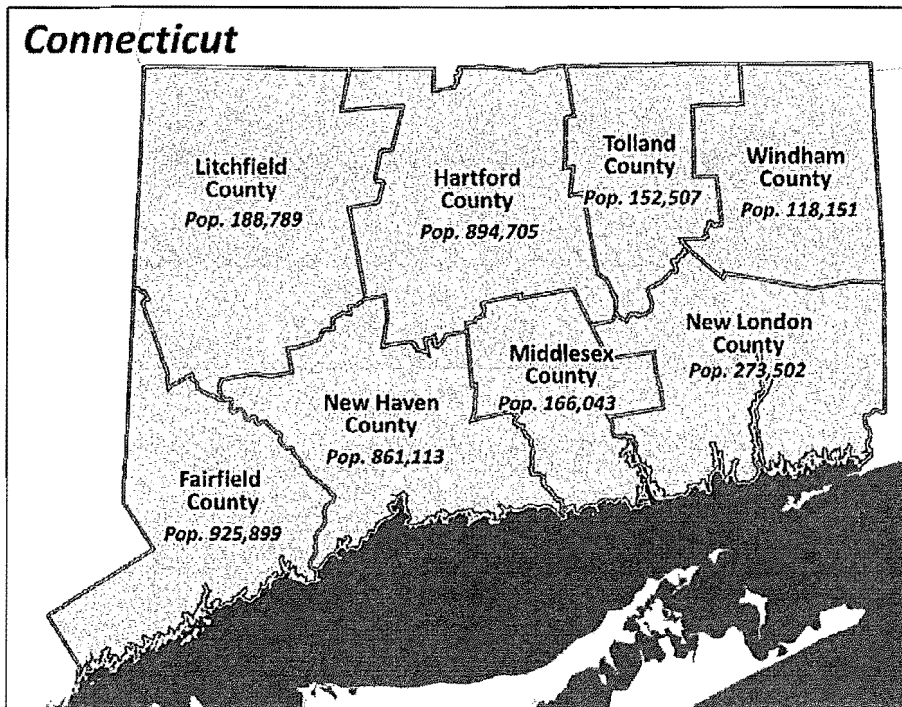 Connecticut
Litchfield
County
Pop. 188,789
Hartford
County
Pop. 894,705
Tolland
County
Pop. 152,507
Windham
County
Pop. 118,151
New London
County
Pop. 273,502
Middlesex
County
Pop. 166,043
New Haven
County
Pop. 861,113
Fairfield
County
Pop. 925,899